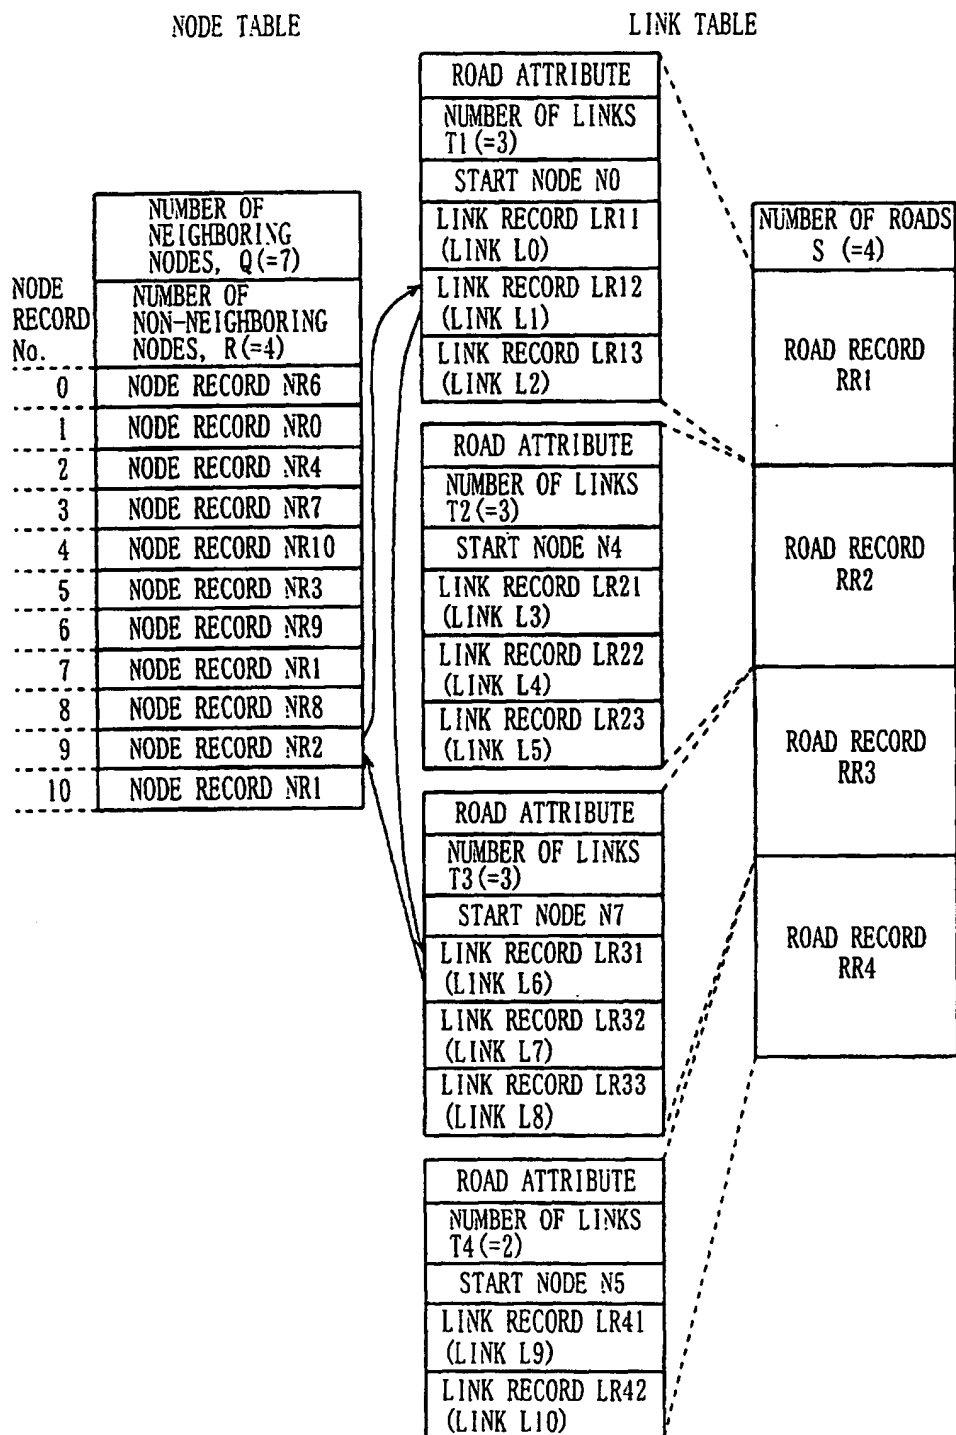 NODE TABLE
LINK TABLE
NUMBER OF
NEIGHBORING
NODES, Q(=7)
NODE
RECORD
No.
NUMBER OF
NON-NEIGHBORING
NODES, R(=4)
0 NODE RECORD NR6
1 NODE RECORD NR0
2 NODE RECORD NR4
3 NODE RECORD NR7
4 NODE RECORD NR10
5 NODE RECORD NR3
6 NODE RECORD NR9
7 NODE RECORD NR1
8 NODE RECORD NR8
9 NODE RECORD NR2
10 NODE RECORD NR1
ROAD ATTRIBUTE
NUMBER OF LINKS
T1(=3)
START NODE N0
LINK RECORD LR11
(LINK L0)
LINK RECORD LR12
(LINK L1)
LINK RECORD LR13
(LINK L2)
ROAD ATTRIBUTE
NUMBER OF LINKS
T2(=3)
START NODE N4
LINK RECORD LR21
(LINK L3)
LINK RECORD LR22
(LINK L4)
LINK RECORD LR23
(LINK L5)
ROAD ATTRIBUTE
NUMBER OF LINKS
T3(=3)
START NODE N7
LINK RECORD LR31
(LINK L6)
LINK RECORD LR32
(LINK L7)
LINK RECORD LR33
(LINK L8)
ROAD ATTRIBUTE
NUMBER OF LINKS
T4(=2)
START NODE N5
LINK RECORD LR41
(LINK L9)
LINK RECORD LR42
(LINK L10)
NUMBER OF ROADS
S (=4)
ROAD RECORD
RR1
ROAD RECORD
RR2
ROAD RECORD
RR3
ROAD RECORD
RR4